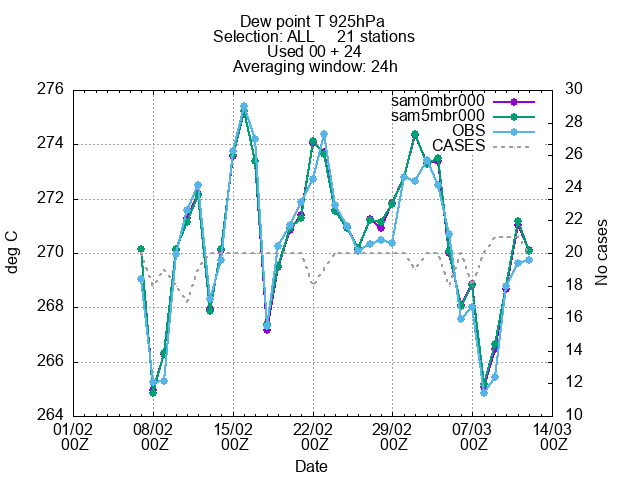 Dew point T 925hPa
Selection: ALL 21 stations
Used 00 + 24
Averaging window: 24h
276
274
272
270
268
266
264
deg C
30
28
26
24
22
20
18
16
14
12
10
No cases
sam0mbr000
sam5mbr000
OBS
CASES
01/02 08/02 15/02 22/02 29/02 07/03 14/03
00Z 00Z 00Z 00Z 00Z 00Z 00Z
Date